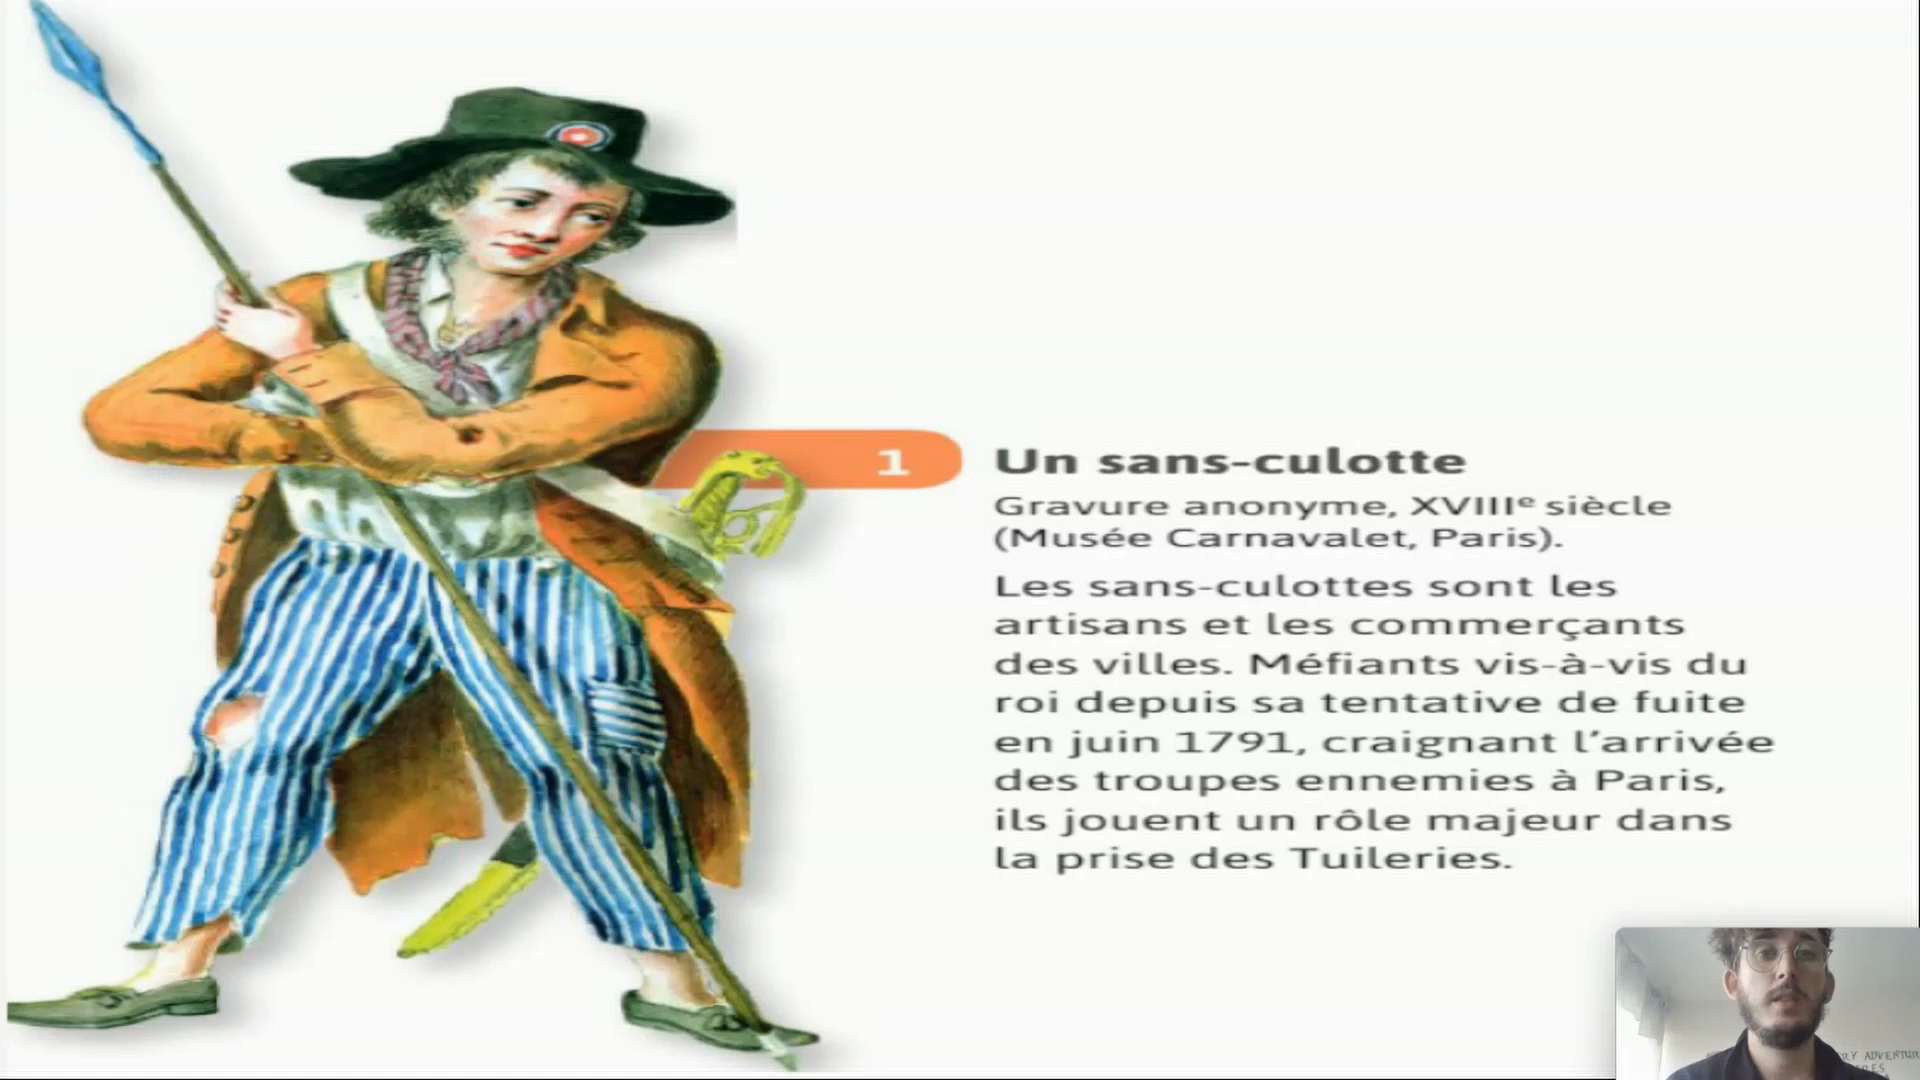 1
Un sans-culotte
Gravure anonyme, XVIIIe siècle
(Musée Carnavalet, Paris).
Les sans-culottes sont les
artisans et les commerçants
des villes. Méfiants vis-à-vis du
roi depuis sa tentative de fuite
en juin 1791, craignant l’arrivée
des troupes ennemies à Paris,
ils jouent un rôle majeur dans
la prise des Tuileries.
ADVENTUR